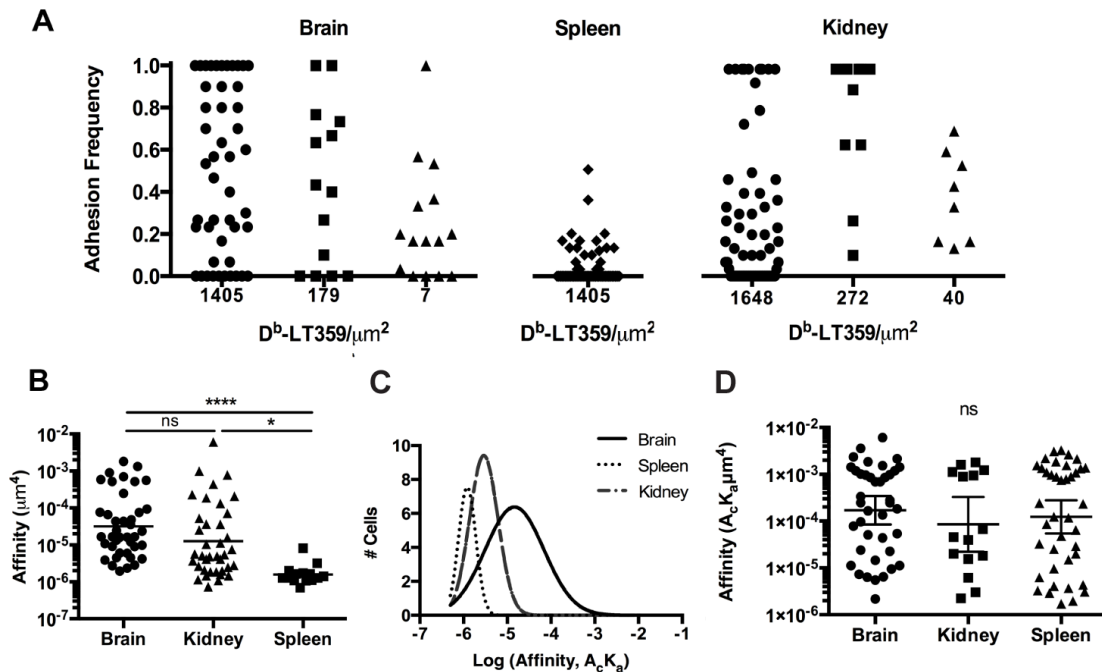 A
Brain
Spleen
Kidney
Adhesion Frequency
1.0
0.8
0.6
0.4
0.2
0.0
1405 179 7
1405
1648 272 40
Dᵇ-LT359/μm²
Dᵇ-LT359/μm²
Dᵇ-LT359/μm²
B
****
ns *
Affinity (μm⁴)
10⁻²
10⁻³
10⁻⁴
10⁻⁵
10⁻⁶
10⁻⁷
Brain Kidney Spleen
C
Brain
Spleen
Kidney
# Cells
10
8
6
4
2
0
-7 -6 -5 -4 -3 -2 -1
Log (Affinity, AcKa)
D
ns
Affinity (AcKaμm⁴)
1×10⁻²
1×10⁻³
1×10⁻⁴
1×10⁻⁵
1×10⁻⁶
Brain Kidney Spleen